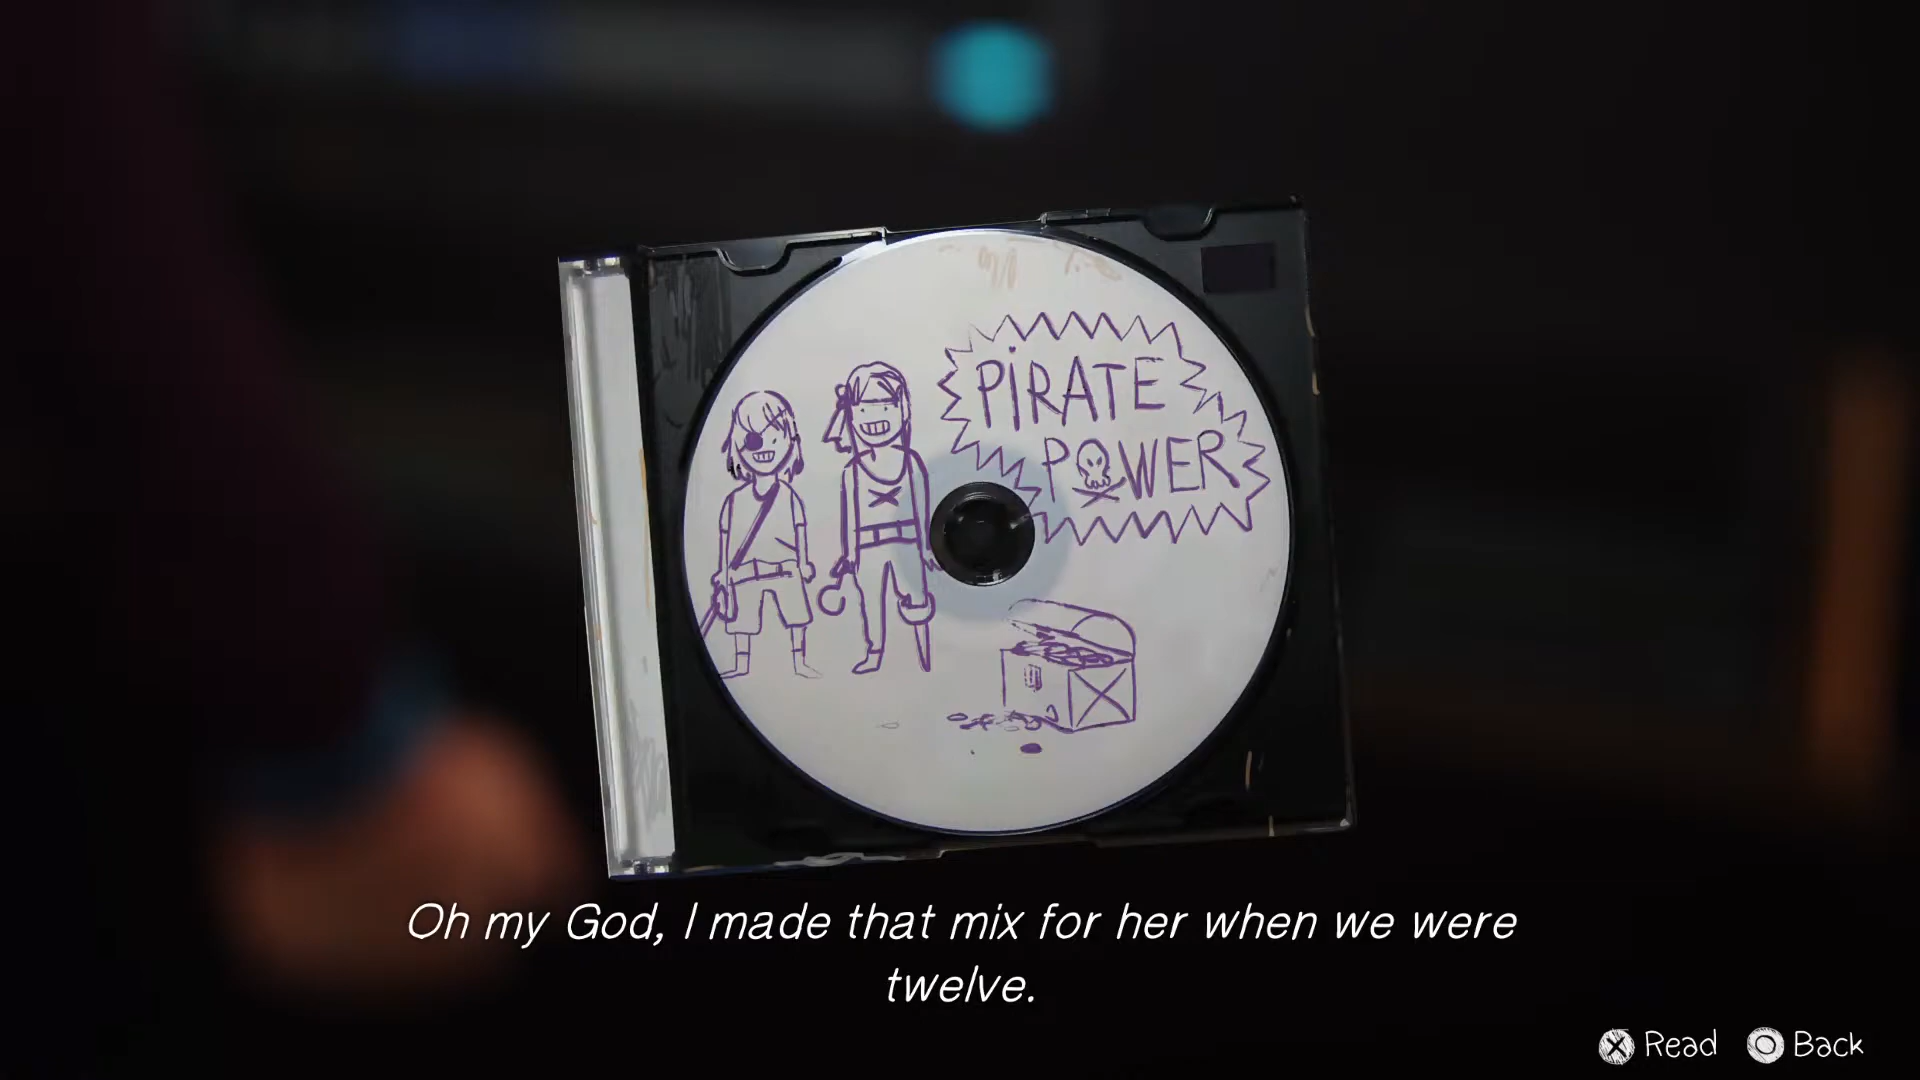 PiRATE
POWER
Oh my God, I made that mix for her when we were
twelve.
Read Back